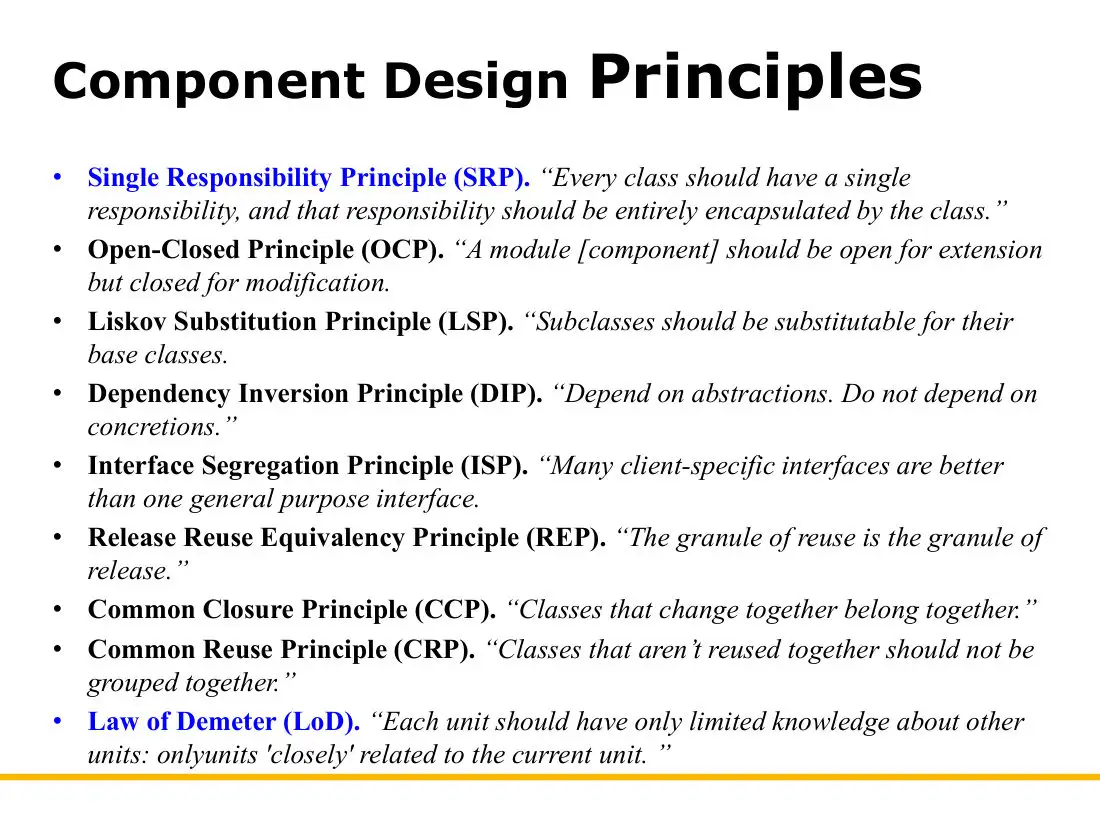 Component Design Principles
• Single Responsibility Principle (SRP). “Every class should have a single
responsibility, and that responsibility should be entirely encapsulated by the class.”
• Open-Closed Principle (OCP). “A module [component] should be open for extension
but closed for modification.
• Liskov Substitution Principle (LSP). “Subclasses should be substitutable for their
base classes.
• Dependency Inversion Principle (DIP). “Depend on abstractions. Do not depend on
concretions.”
• Interface Segregation Principle (ISP). “Many client-specific interfaces are better
than one general purpose interface.
• Release Reuse Equivalency Principle (REP). “The granule of reuse is the granule of
release.”
• Common Closure Principle (CCP). “Classes that change together belong together.”
• Common Reuse Principle (CRP). “Classes that aren’t reused together should not be
grouped together.”
• Law of Demeter (LoD). “Each unit should have only limited knowledge about other
units: onlyunits 'closely' related to the current unit. ”